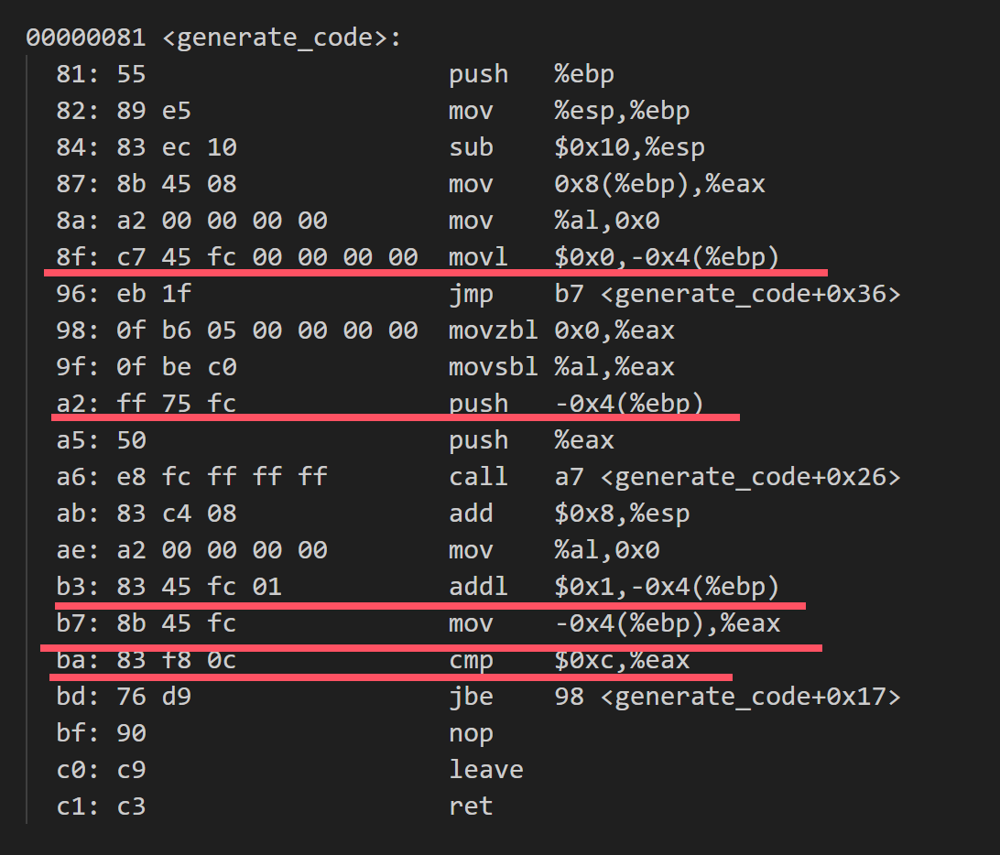 00000081 <generate_code>:
81: 55 push %ebp
82: 89 e5 mov %esp,%ebp
84: 83 ec 10 sub $0x10,%esp
87: 8b 45 08 mov 0x8(%ebp),%eax
8a: a2 00 00 00 00 mov %al,0x0
8f: c7 45 fc 00 00 00 00 movl $0x0,-0x4(%ebp)
96: eb 1f jmp b7 <generate_code+0x36>
98: 0f b6 05 00 00 00 00 movzbl 0x0,%eax
9f: 0f be c0 movsbl %al,%eax
a2: ff 75 fc push -0x4(%ebp)
a5: 50 push %eax
a6: e8 fc ff ff ff call a7 <generate_code+0x26>
ab: 83 c4 08 add $0x8,%esp
ae: a2 00 00 00 00 mov %al,0x0
b3: 83 45 fc 01 addl $0x1,-0x4(%ebp)
b7: 8b 45 fc mov -0x4(%ebp),%eax
ba: 83 f8 0c cmp $0xc,%eax
bd: 76 d9 jbe 98 <generate_code+0x17>
bf: 90 nop
c0: c9 leave
c1: c3 ret